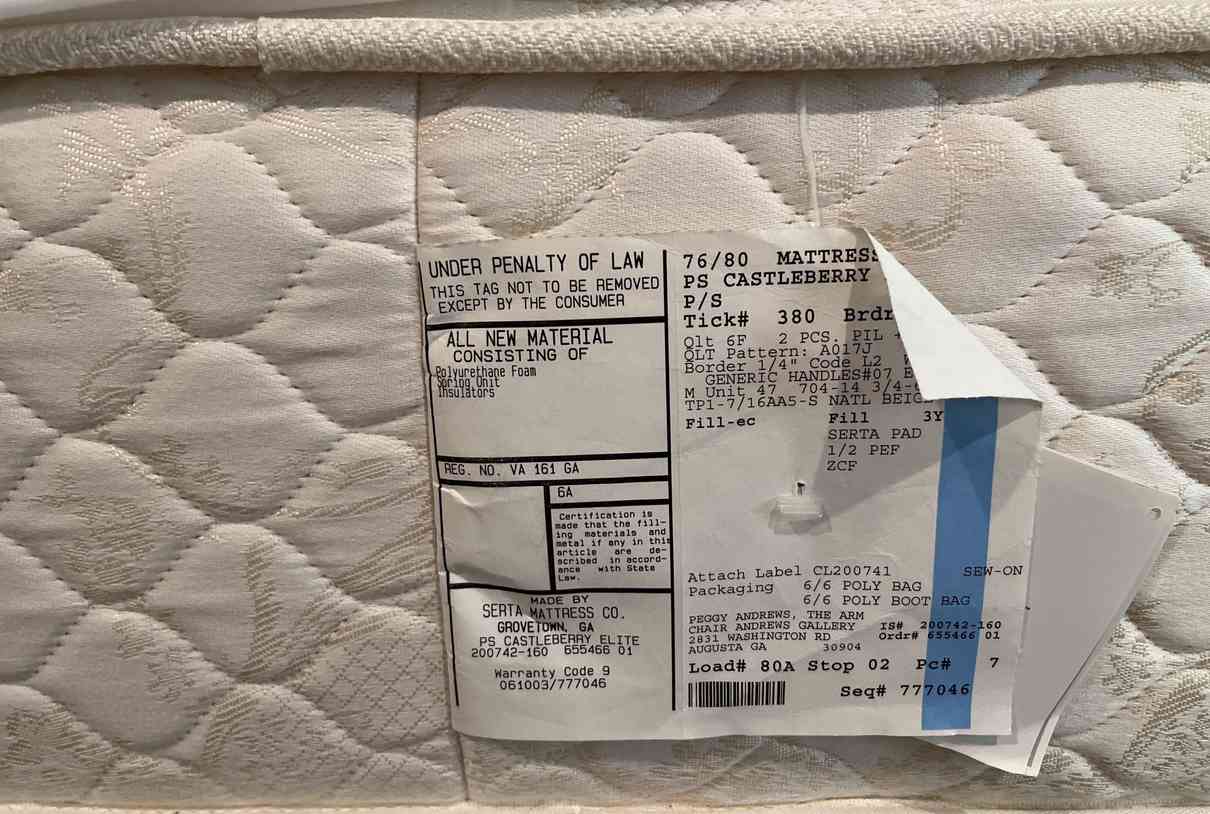 UNDER PENALTY OF LAW
THIS TAG NOT TO BE REMOVED
EXCEPT BY THE CONSUMER
ALL NEW MATERIAL
CONSISTING OF
Polyurethane Foam
Spring Unit
Insulators
REG. NO. VA 161 GA
6A
Certification is
made that the fill-
ing materials and
metal if any in this
article are de-
scribed in accord-
ance with State
Law.
MADE BY
SERTA MATTRESS CO.
GROVETOWN, GA
PS CASTLEBERRY ELITE
200742-160 655466 01
Warranty Code 9
061003/777046
76/80 MATTRESS
PS CASTLEBERRY
P/S
Tick# 380 Brdr
Qlt 6F 2 PCS. PIL
QLT Pattern: A017J
Border 1/4" Code L2
GENERIC HANDLES#07
M Unit 47 704-14 3/4-6
TP1-7/16AA5-S NATL BEIGE
Fill-ec Fill 3Y
SERTA PAD
1/2 PEF
ZCF
Attach Label CL200741 SEW-ON
Packaging 6/6 POLY BAG
6/6 POLY BOOT BAG
PEGGY ANDREWS, THE ARM
CHAIR ANDREWS GALLERY IS# 200742-160
2831 WASHINGTON RD Ordr# 655466 01
AUGUSTA GA 30904
Load# 80A Stop 02 Pc# 7
Seq# 777046